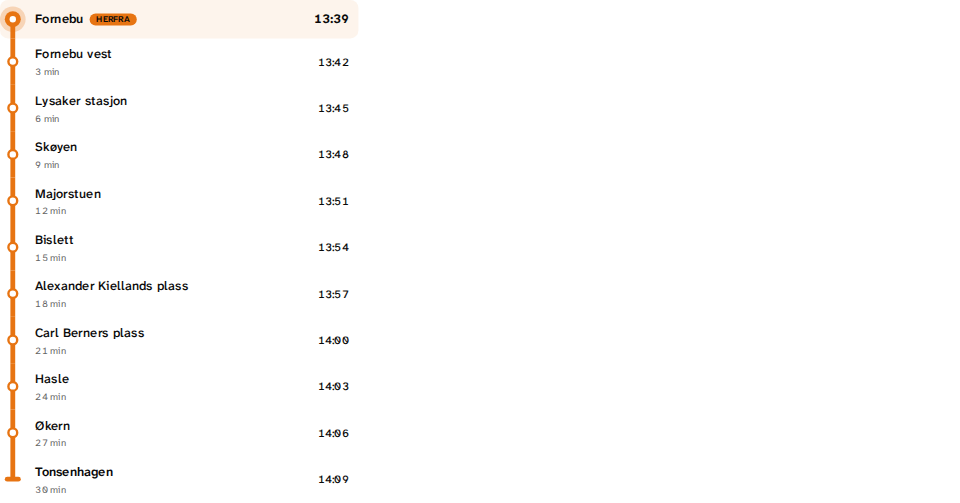 Fornebu HERFRA 13:39
Fornebu vest 13:42
3 min
Lysaker stasjon 13:45
6 min
Skøyen 13:48
9 min
Majorstuen 13:51
12 min
Bislett 13:54
15 min
Alexander Kiellands plass 13:57
18 min
Carl Berners plass 14:00
21 min
Hasle 14:03
24 min
Økern 14:06
27 min
Tonsenhagen 14:09
30 min